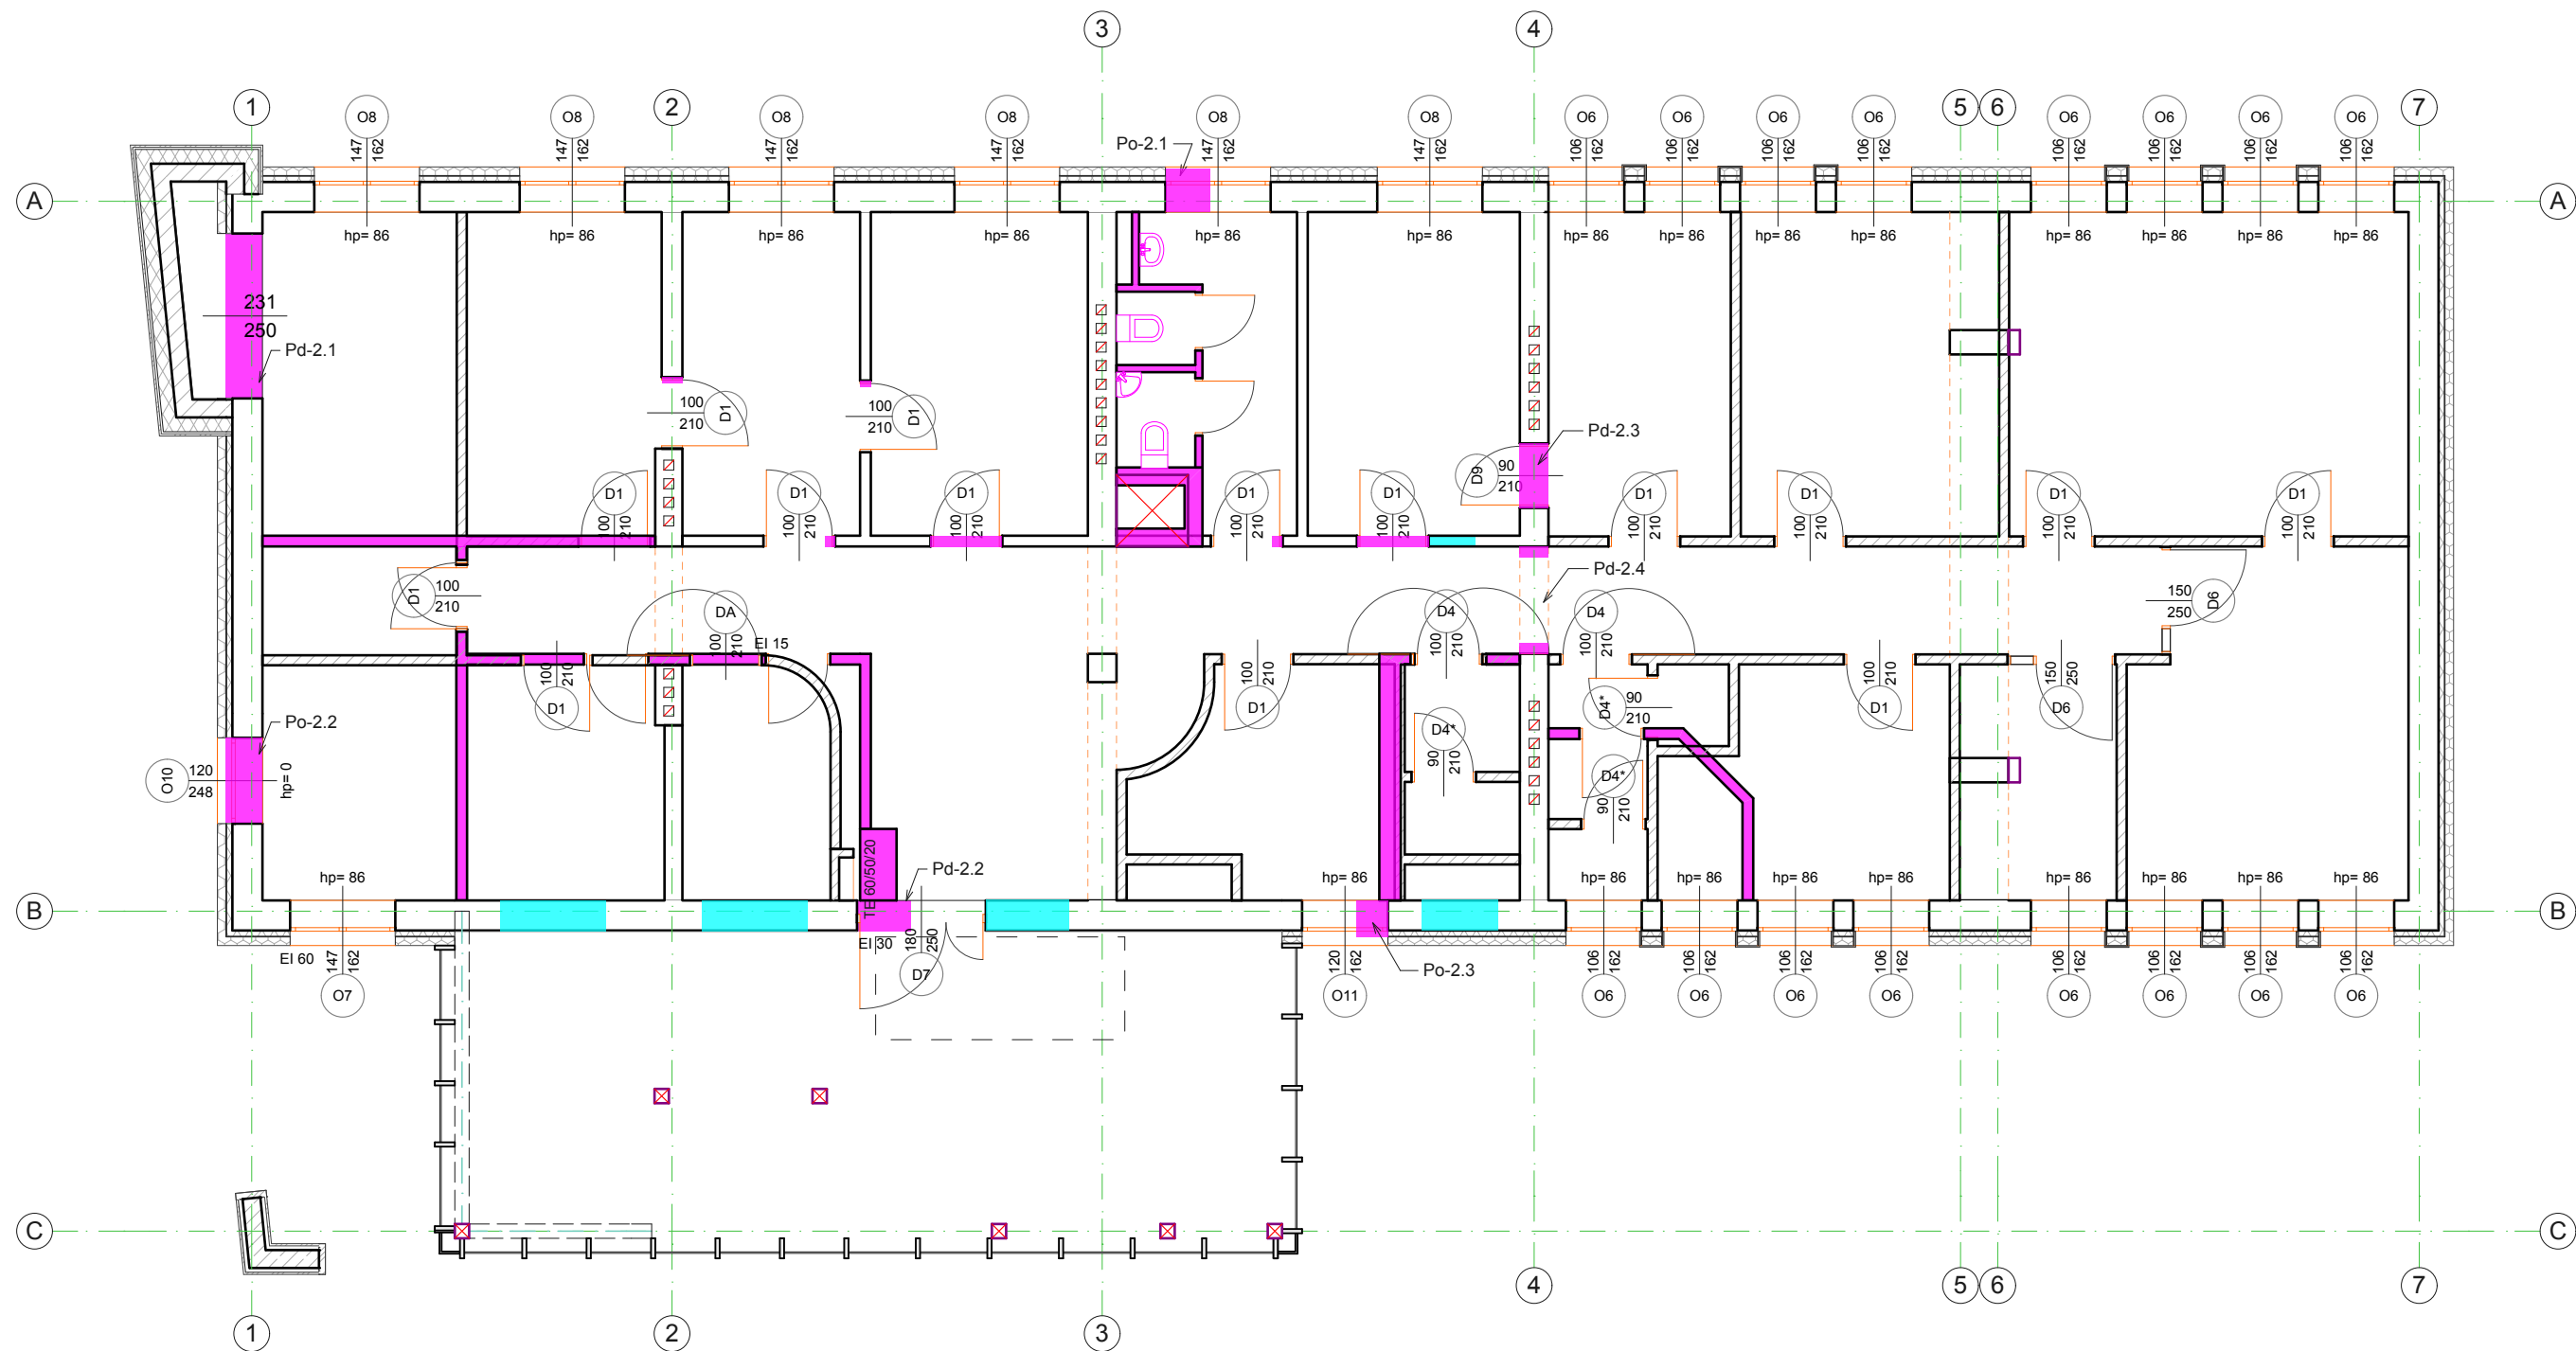 3
4
1
2
5
6
7
O8
O8
O8
O8
O8
O8
O6
O6
O6
O6
O6
O6
O6
O6
147
162
147
162
147
162
147
162
Po-2.1
147
162
147
162
106
162
106
162
106
162
106
162
106
162
106
162
106
162
106
162
A
A
hp= 86
hp= 86
hp= 86
hp= 86
hp= 86
hp= 86
hp= 86
hp= 86
hp= 86
hp= 86
hp= 86
hp= 86
hp= 86
hp= 86
231
250
Pd-2.1
100
210
D1
100
210
D1
Pd-2.3
D9
90
210
D1
100
210
D1
100
210
D1
100
210
D1
100
210
D1
100
210
D1
100
210
D1
100
210
D1
100
210
D1
100
210
D1
100
210
Pd-2.4
DA
100
210
EI 15
D4
100
210
D4
100
210
150
250
D6
100
210
D1
100
210
D1
D4*
90
210
D4*
90
210
D4*
90
210
100
210
D1
150
250
D6
Po-2.2
O10
120
248
hp= 0
TE 60/50/20
Pd-2.2
hp= 86
hp= 86
hp= 86
hp= 86
hp= 86
hp= 86
hp= 86
hp= 86
hp= 86
hp= 86
B
B
EI 60
147
162
O7
EI 30
180
250
D7
120
162
O11
Po-2.3
106
162
106
162
106
162
106
162
106
162
106
162
106
162
106
162
O6
O6
O6
O6
O6
O6
O6
O6
C
C
4
5
6
7
1
2
3